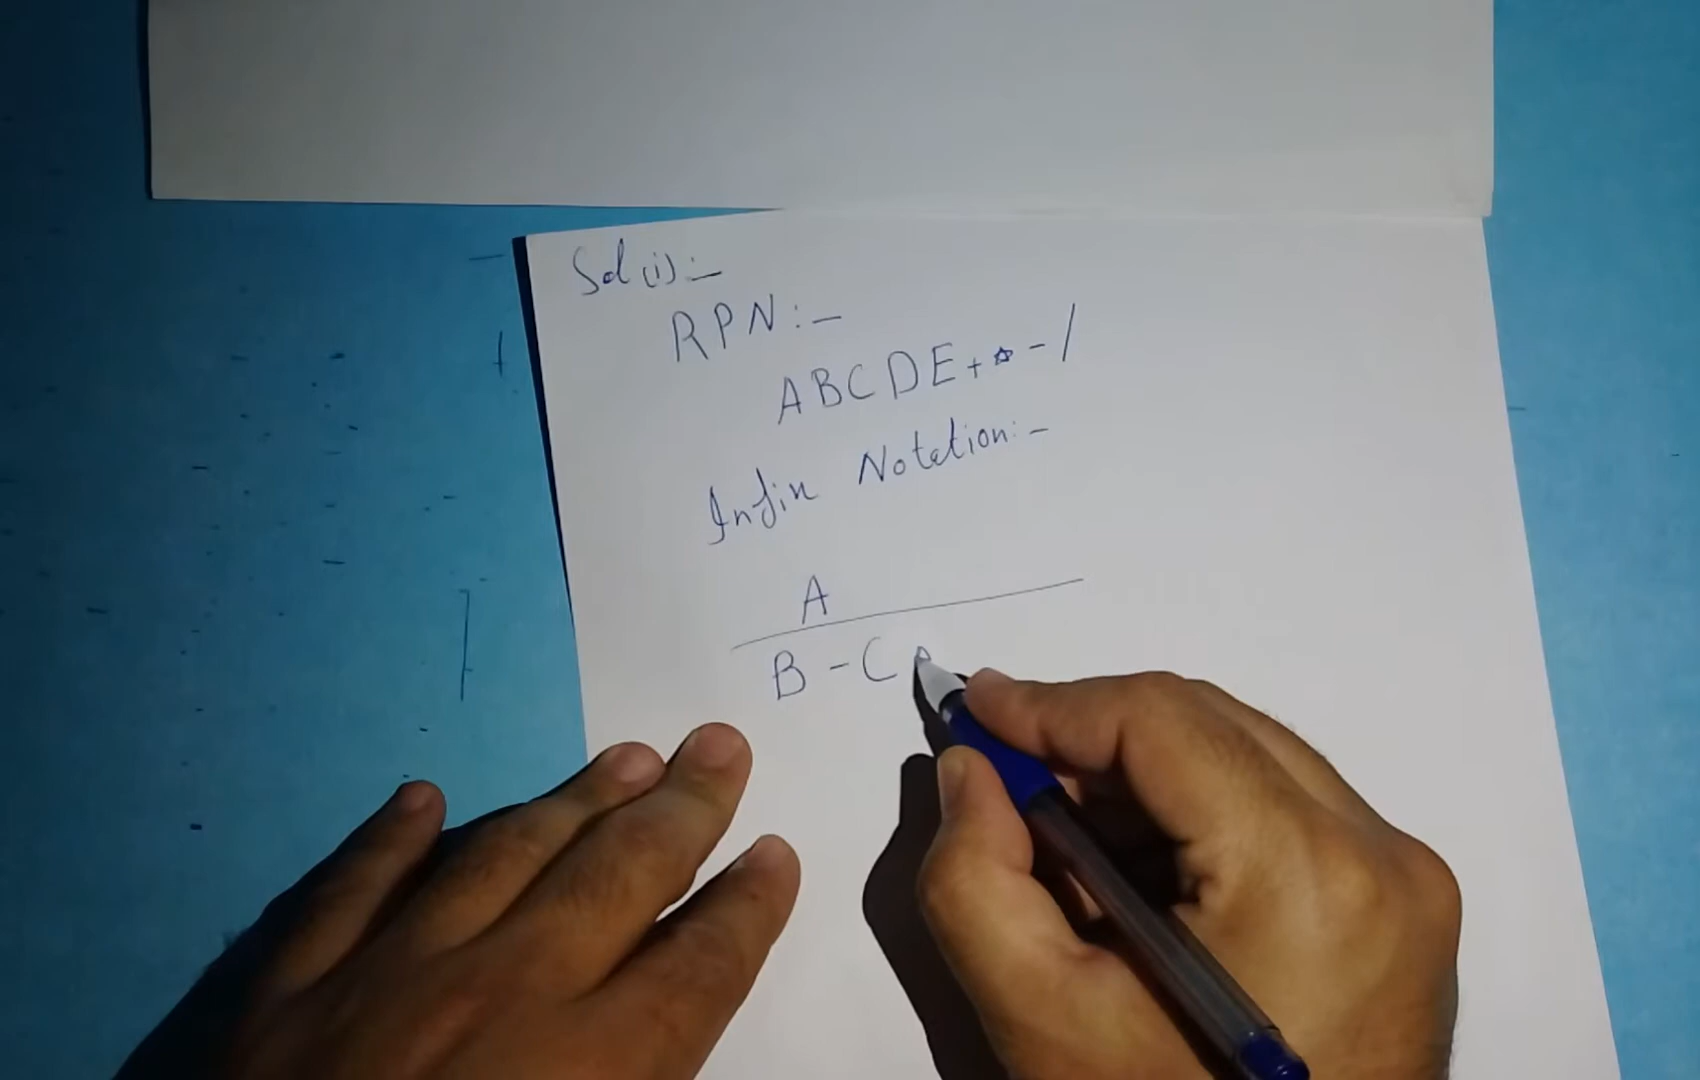 Sol (i) :-
RPN :-
ABCDE+*-/
Infix Notation :-
A
B - C